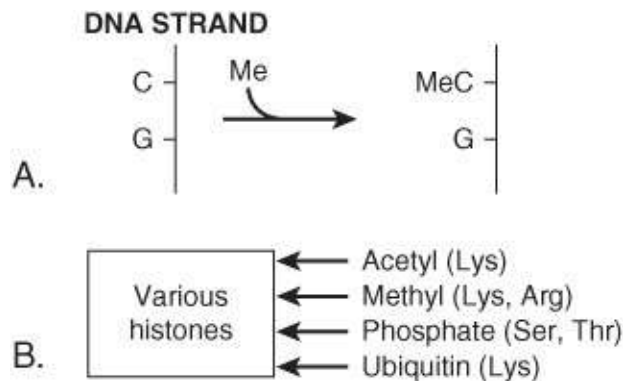 DNA STRAND
C
G
Me
MeC
G
A.
Various
histones
Acetyl (Lys)
Methyl (Lys, Arg)
Phosphate (Ser, Thr)
Ubiquitin (Lys)
B.